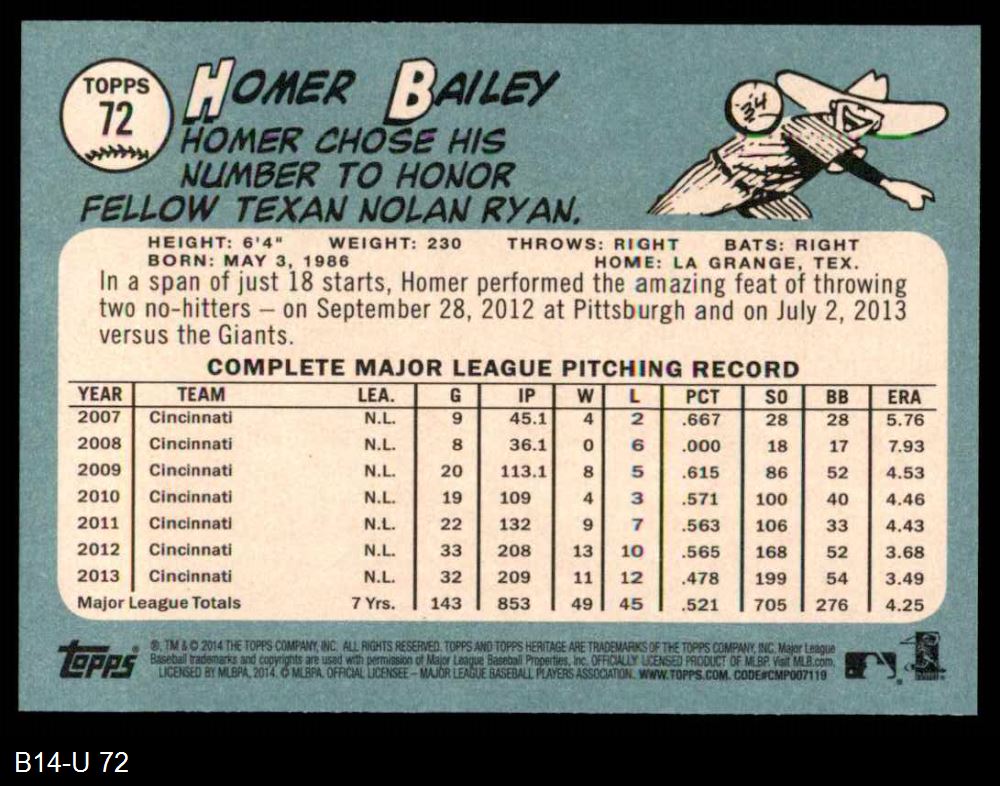 TOPPS
72
HOMER BAILEY
HOMER CHOSE HIS
NUMBER TO HONOR
FELLOW TEXAN NOLAN RYAN.
34
HEIGHT: 6'4" WEIGHT: 230 THROWS: RIGHT BATS: RIGHT
BORN: MAY 3, 1986 HOME: LA GRANGE, TEX.
In a span of just 18 starts, Homer performed the amazing feat of throwing
two no-hitters – on September 28, 2012 at Pittsburgh and on July 2, 2013
versus the Giants.
COMPLETE MAJOR LEAGUE PITCHING RECORD
YEAR TEAM LEA. G IP W L PCT SO BB ERA
2007 Cincinnati N.L. 9 45.1 4 2 .667 28 28 5.76
2008 Cincinnati N.L. 8 36.1 0 6 .000 18 17 7.93
2009 Cincinnati N.L. 20 113.1 8 5 .615 86 52 4.53
2010 Cincinnati N.L. 19 109 4 3 .571 100 40 4.46
2011 Cincinnati N.L. 22 132 9 7 .563 106 33 4.43
2012 Cincinnati N.L. 33 208 13 10 .565 168 52 3.68
2013 Cincinnati N.L. 32 209 11 12 .478 199 54 3.49
Major League Totals 7 Yrs. 143 853 49 45 .521 705 276 4.25
topps
®, TM & © 2014 THE TOPPS COMPANY, INC. ALL RIGHTS RESERVED. TOPPS AND TOPPS HERITAGE ARE TRADEMARKS OF THE TOPPS COMPANY, INC. Major League
Baseball trademarks and copyrights are used with permission of Major League Baseball Properties, Inc. OFFICIALLY LICENSED PRODUCT OF MLBP. Visit MLB.com.
LICENSED BY MLBPA, 2014. © MLBPA. OFFICIAL LICENSEE – MAJOR LEAGUE BASEBALL PLAYERS ASSOCIATION. WWW.TOPPS.COM. CODE#CMP007119
B14-U 72